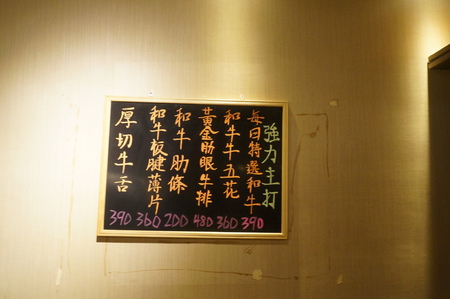 強力主打
每日特選和牛
和牛牛五花
黃金肋眼牛排
和牛肋條
和牛板腱薄片
厚切牛舌
390 360 200 480 360 390